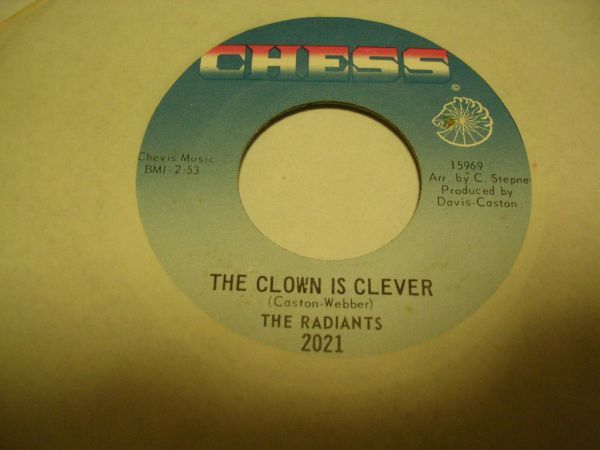 CHESS
©
Chevis Music
BMI - 2:53
15969
Arr. by C. Stepne
Produced by
Davis-Caston
THE CLOWN IS CLEVER
(Caston-Webber)
THE RADIANTS
2021